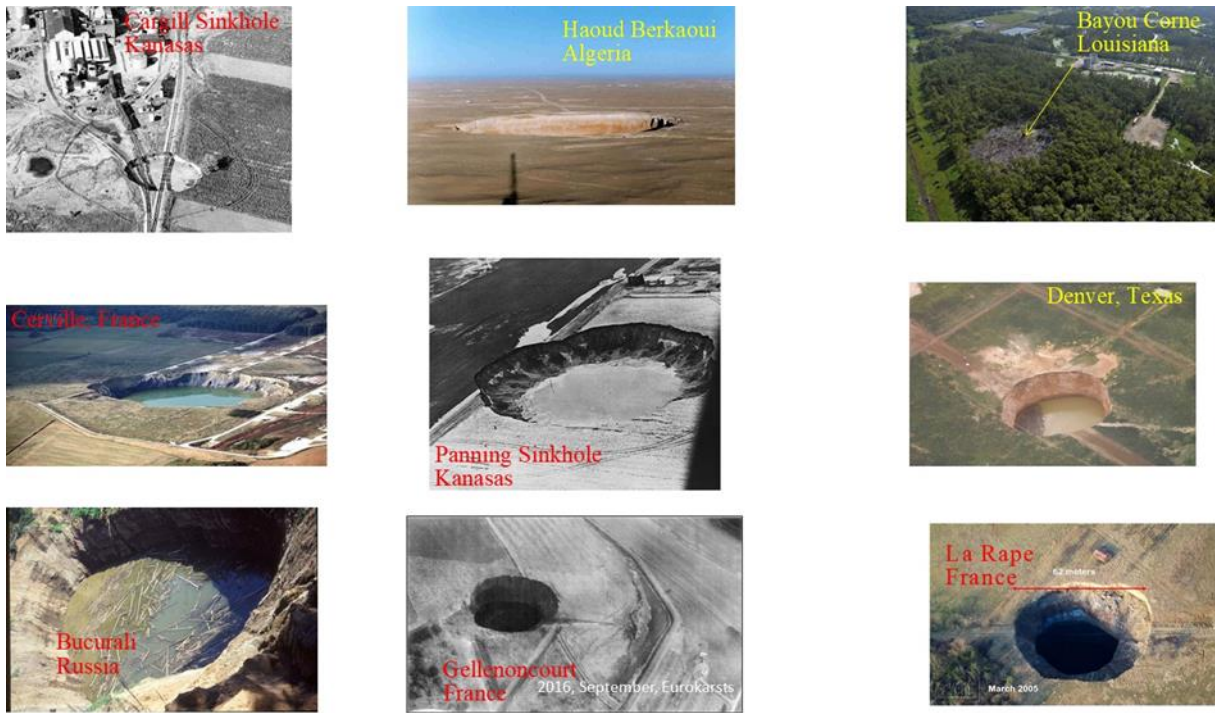 Cargill Sinkhole
Kanasas
Haoud Berkaoui
Algeria
Bayou Corne
Louisiana
Cerville, France
Panning Sinkhole
Kanasas
Denver, Texas
Bucurali
Russia
Gellenoncourt
France
2016, September, Eurokarsts
La Rape
France
62 meters
March 2005